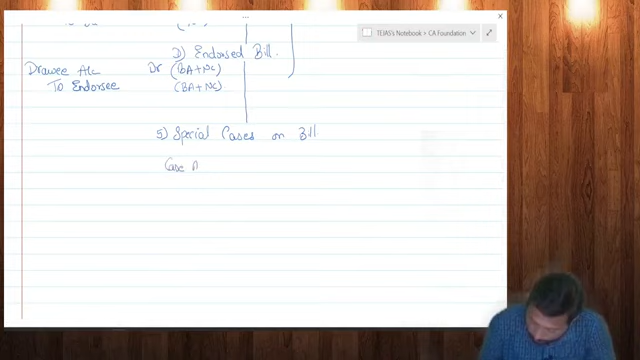 TEJAS's Notebook > CA Foundation
D) Endorsed Bill.
Drawee A/c Dr (BA+NC)
To Endorsee (BA+NC).
5) Special Cases on Bill
Case A